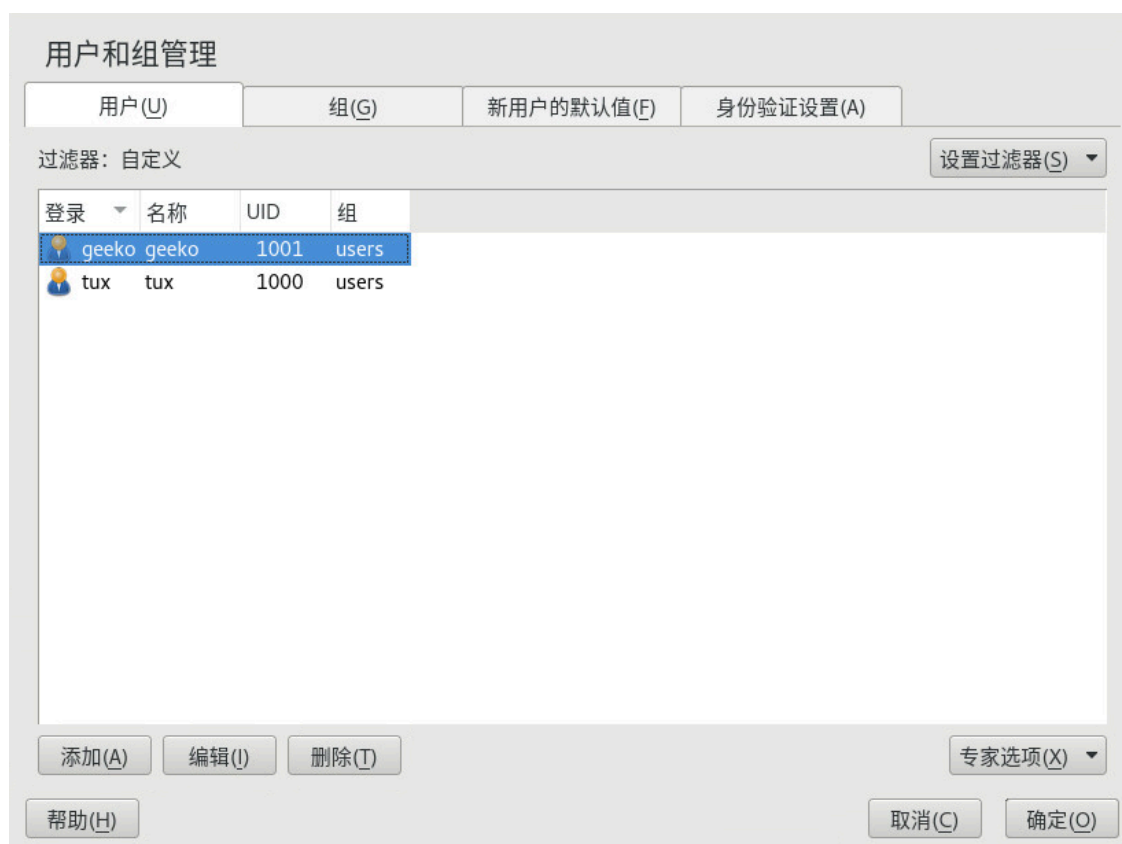 用户和组管理
用户(U) 组(G) 新用户的默认值(F) 身份验证设置(A)
过滤器：自定义 设置过滤器(S)
登录 名称 UID 组
geeko geeko 1001 users
tux tux 1000 users
添加(A) 编辑(I) 删除(T) 专家选项(X)
帮助(H) 取消(C) 确定(O)